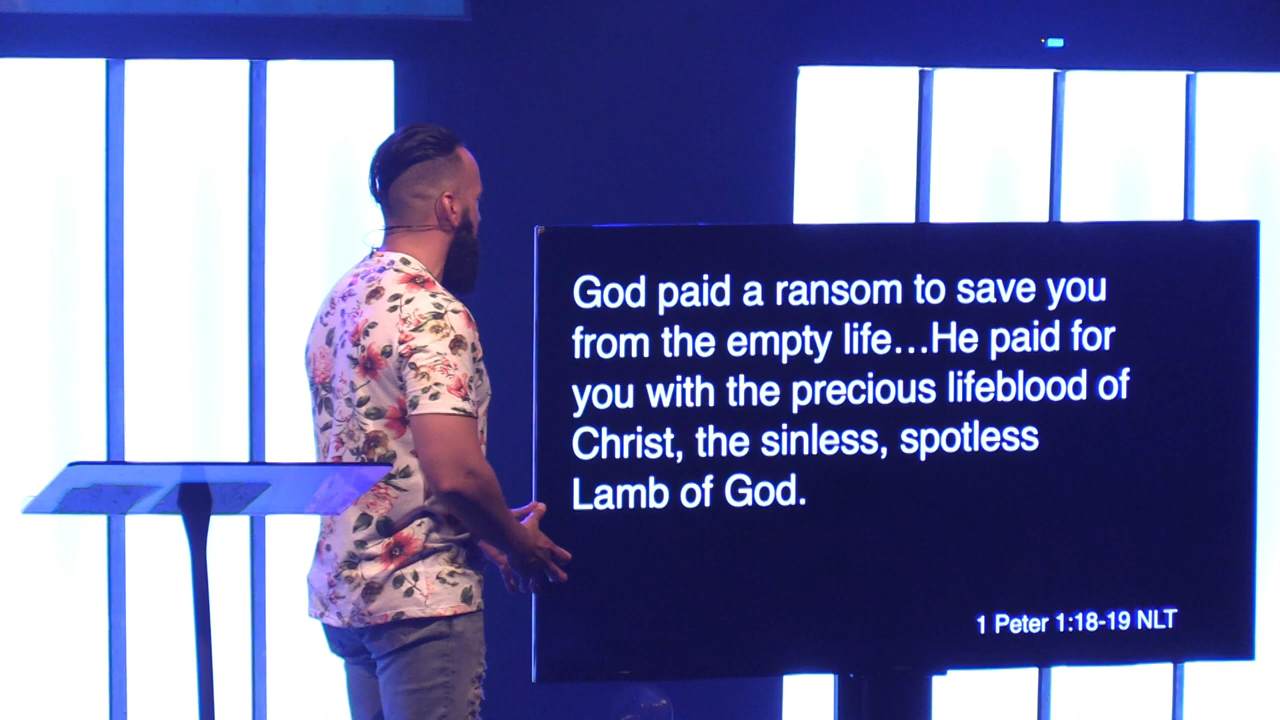 God paid a ransom to save you
from the empty life…He paid for
you with the precious lifeblood of
Christ, the sinless, spotless
Lamb of God.
1 Peter 1:18-19 NLT